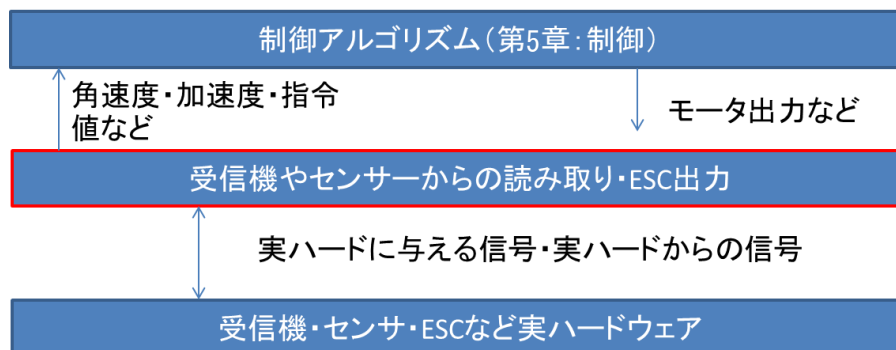 制御アルゴリズム（第5章：制御）
角速度・加速度・指令
値など
モータ出力など
受信機やセンサーからの読み取り・ESC出力
実ハードに与える信号・実ハードからの信号
受信機・センサ・ESCなど実ハードウェア